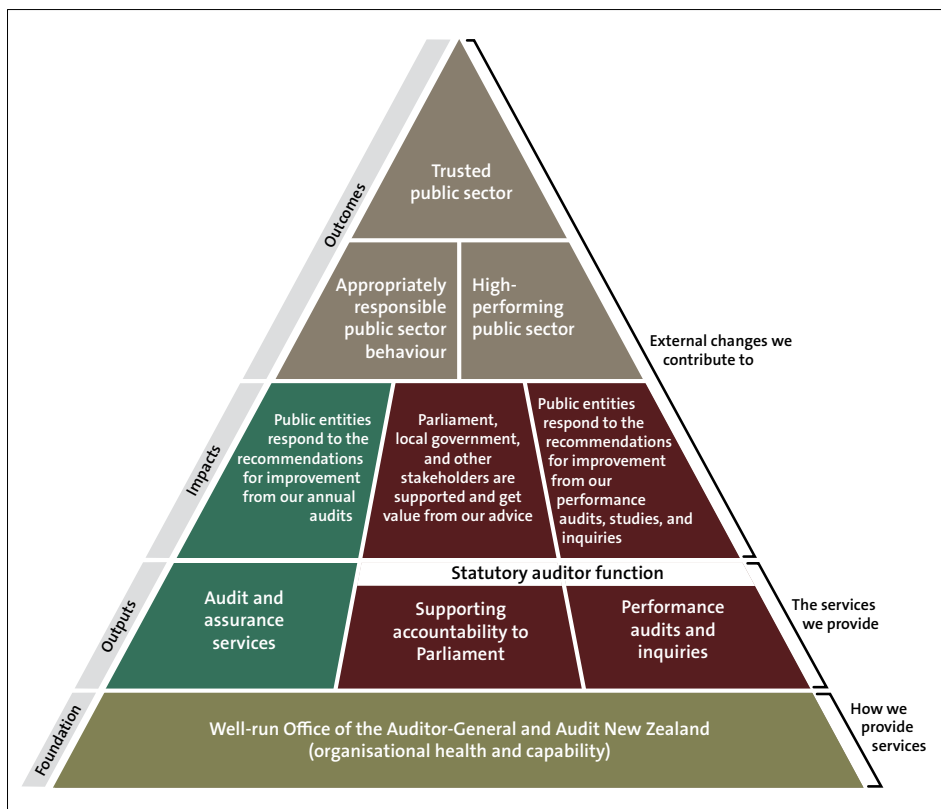 Outcomes
Trusted
public sector
Appropriately
responsible
public sector
behaviour
High-
performing
public sector
External changes we
contribute to
Impacts
Public entities
respond to the
recommendations
for improvement
from our annual
audits
Parliament,
local government,
and other
stakeholders are
supported and get
value from our advice
Public entities
respond to the
recommendations
for improvement
from our
performance
audits, studies, and
inquiries
Outputs
Audit and
assurance
services
Statutory auditor function
Supporting
accountability to
Parliament
Performance
audits and
inquiries
The services
we provide
Foundation
Well-run Office of the Auditor-General and Audit New Zealand
(organisational health and capability)
How we
provide
services